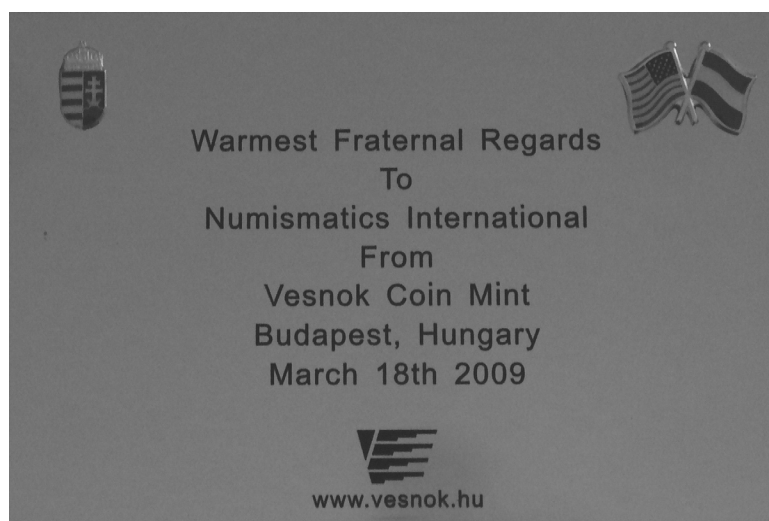 Warmest Fraternal Regards
To
Numismatics International
From
Vesnok Coin Mint
Budapest, Hungary
March 18th 2009
www.vesnok.hu